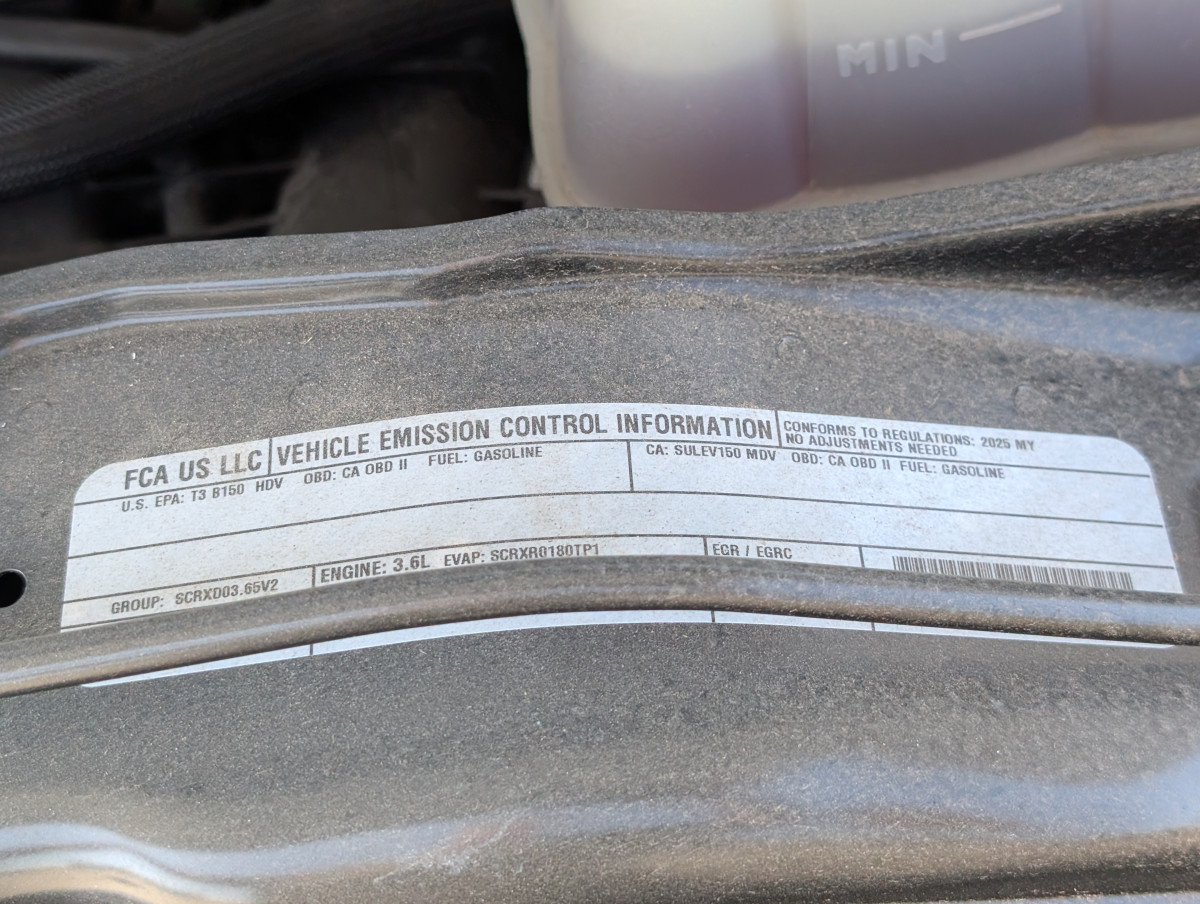 MIN
FCA US LLC
VEHICLE EMISSION CONTROL INFORMATION
CONFORMS TO REGULATIONS: 2025 MY
NO ADJUSTMENTS NEEDED
U.S. EPA: T3 B150 HDV OBD: CA OBD II FUEL: GASOLINE
CA: SULEV150 MDV OBD: CA OBD II FUEL: GASOLINE
GROUP: SCRXD03.65V2
ENGINE: 3.6L EVAP: SCRXR0180TP1
EGR / EGRC